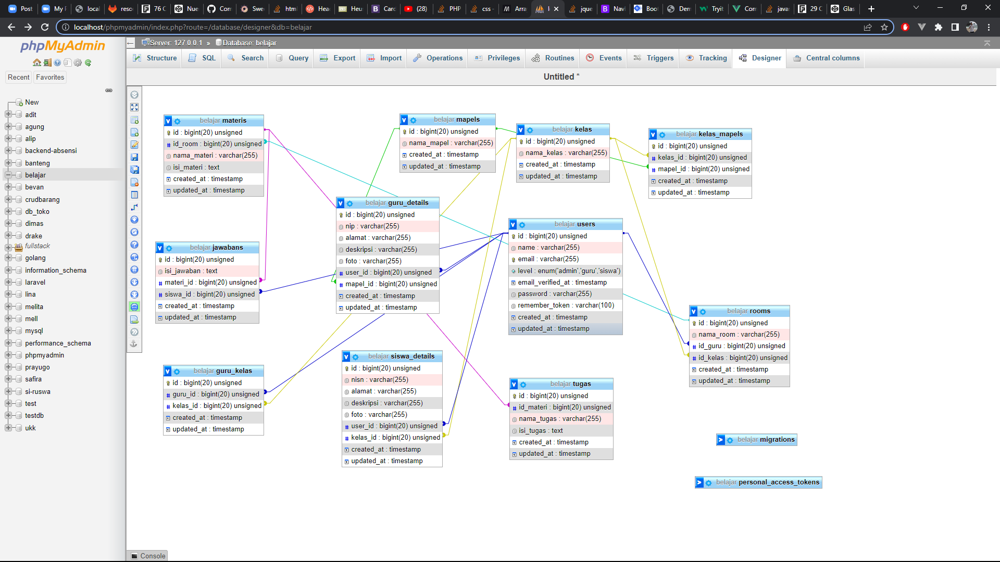 Post
My P
local
reso
76 C
Nue
Com
Swe
html
Hea
Heu
Card
(28)
PHP
css -
Arra
l
jque
Navl
Boo
Dem
Tryit
Com
java
29 C
Glas
localhost/phpmyadmin/index.php?route=/database/designer&db=belajar
phpMyAdmin
Recent
Favorites
New
adit
agung
alip
backend-absensi
banteng
belajar
bevan
crudbarang
db_toko
dimas
drake
fullstack
golang
information_schema
laravel
lina
melita
mell
mysql
performance_schema
phpmyadmin
prayugo
safira
si-ruswa
test
testdb
ukk
Server: 127.0.0.1 » Database: belajar
Structure
SQL
Search
Query
Export
Import
Operations
Privileges
Routines
Events
Triggers
Tracking
Designer
Central columns
Untitled *
belajar materis
id : bigint(20) unsigned
id_room : bigint(20) unsigned
nama_materi : varchar(255)
isi_materi : text
created_at : timestamp
updated_at : timestamp
belajar mapels
id : bigint(20) unsigned
nama_mapel : varchar(255)
created_at : timestamp
updated_at : timestamp
belajar kelas
id : bigint(20) unsigned
nama_kelas : varchar(255)
created_at : timestamp
updated_at : timestamp
belajar kelas_mapels
id : bigint(20) unsigned
kelas_id : bigint(20) unsigned
mapel_id : bigint(20) unsigned
created_at : timestamp
updated_at : timestamp
belajar guru_details
id : bigint(20) unsigned
nip : varchar(255)
alamat : varchar(255)
deskripsi : varchar(255)
foto : varchar(255)
user_id : bigint(20) unsigned
mapel_id : bigint(20) unsigned
created_at : timestamp
updated_at : timestamp
belajar users
id : bigint(20) unsigned
name : varchar(255)
email : varchar(255)
level : enum('admin','guru','siswa')
email_verified_at : timestamp
password : varchar(255)
remember_token : varchar(100)
created_at : timestamp
updated_at : timestamp
belajar jawabans
id : bigint(20) unsigned
isi_jawaban : text
materi_id : bigint(20) unsigned
siswa_id : bigint(20) unsigned
created_at : timestamp
updated_at : timestamp
belajar rooms
id : bigint(20) unsigned
nama_room : varchar(255)
id_guru : bigint(20) unsigned
id_kelas : bigint(20) unsigned
created_at : timestamp
updated_at : timestamp
belajar guru_kelas
id : bigint(20) unsigned
guru_id : bigint(20) unsigned
kelas_id : bigint(20) unsigned
created_at : timestamp
updated_at : timestamp
belajar siswa_details
id : bigint(20) unsigned
nisn : varchar(255)
alamat : varchar(255)
deskripsi : varchar(255)
foto : varchar(255)
user_id : bigint(20) unsigned
kelas_id : bigint(20) unsigned
created_at : timestamp
updated_at : timestamp
belajar tugas
id : bigint(20) unsigned
id_materi : bigint(20) unsigned
nama_tugas : varchar(255)
isi_tugas : text
created_at : timestamp
updated_at : timestamp
belajar migrations
belajar personal_access_tokens
Console